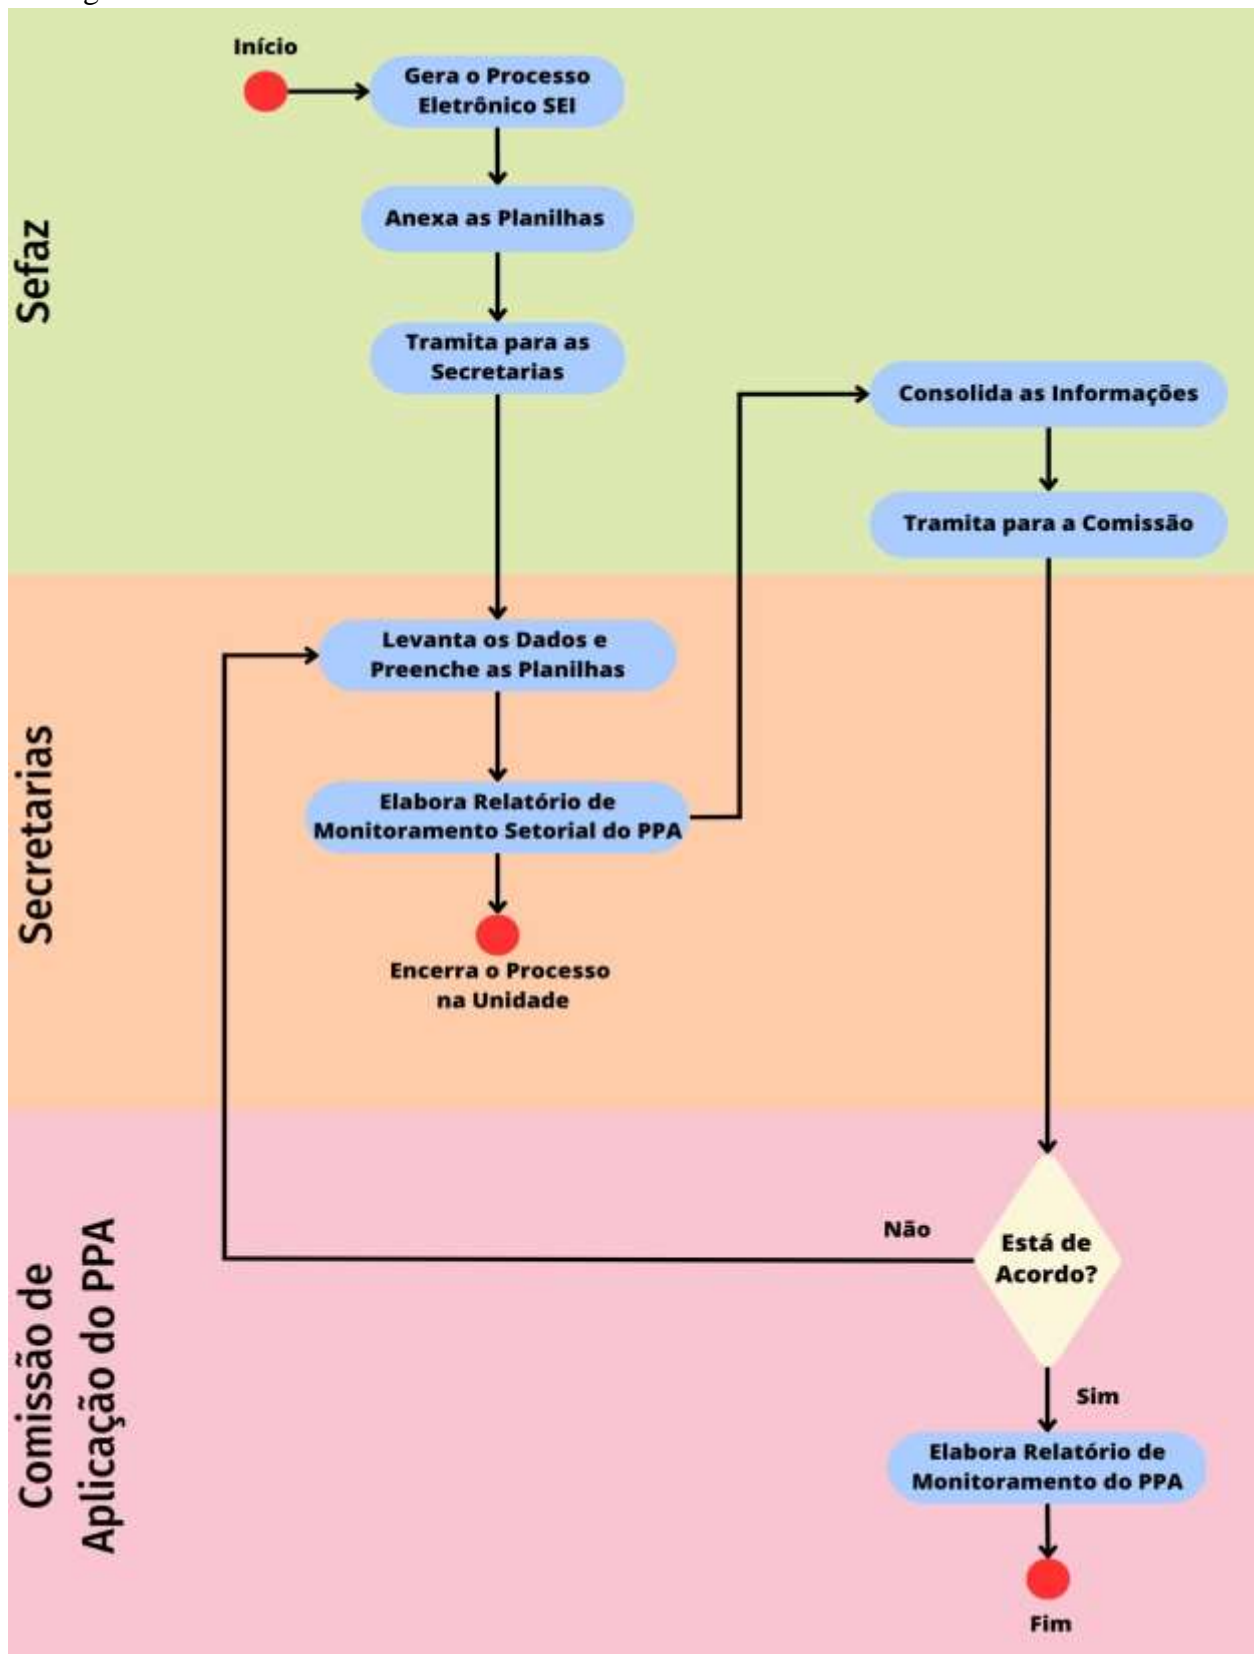 Início
Gera o Processo
Eletrônico SEI
Anexa as Planilhas
Tramita para as
Secretarias
Consolida as Informações
Tramita para a Comissão
Sefaz
Levanta os Dados e
Preenche as Planilhas
Elabora Relatório de
Monitoramento Setorial do PPA
Encerra o Processo
na Unidade
Secretarias
Não
Está de
Acordo?
Sim
Elabora Relatório de
Monitoramento do PPA
Fim
Comissão de
Aplicação do PPA